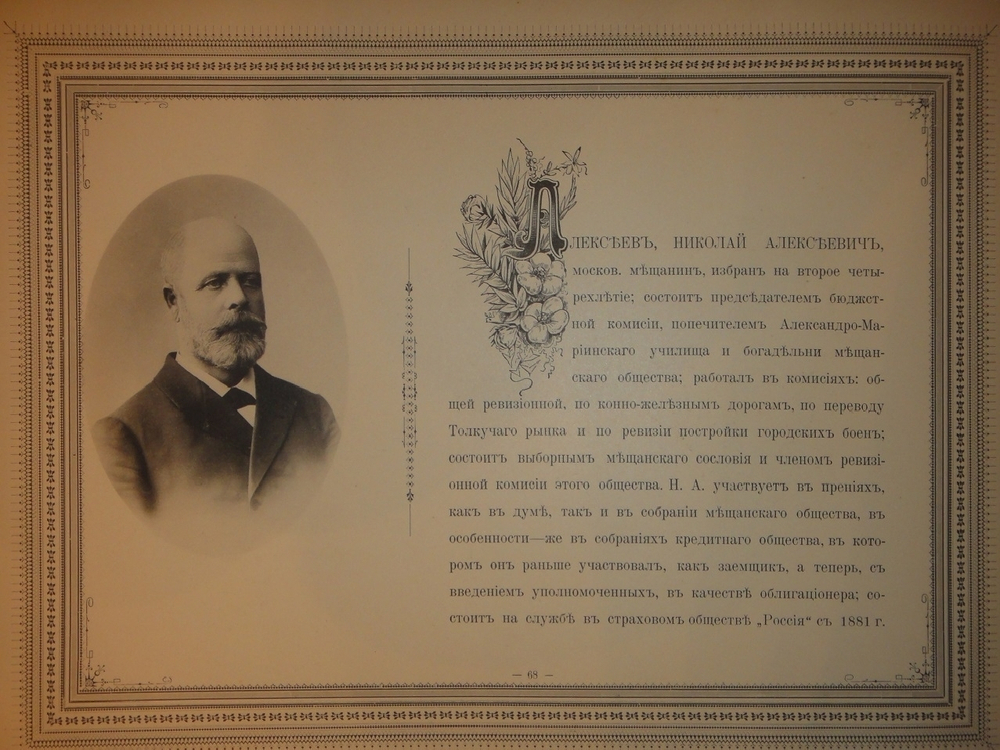 АЛЕКСѢЕВЪ, НИКОЛАЙ АЛЕКСѢЕВИЧЪ,
москов. мѣщанинъ, избранъ на второе четы-
рехлѣтіе; состоитъ предсѣдателемъ бюджет-
ной комисіи, попечителемъ Александро-Ма-
ріинскаго училища и богадѣльни мѣщан-
скаго общества; работалъ въ комисіяхъ: об-
щей ревизіонной, по конно-желѣзнымъ дорогамъ, по переводу
Толкучаго рынка и по ревизіи постройки городскихъ боенъ;
состоитъ выборнымъ мѣщанскаго сословія и членомъ ревизі-
онной комисіи этого общества. Н. А. участвуетъ въ преніяхъ,
какъ въ думѣ, такъ и въ собраніи мѣщанскаго общества, въ
особенности—же въ собраніяхъ кредитнаго общества, въ кото-
ромъ онъ раньше участвовалъ, какъ заемщикъ, а теперь, съ
введеніемъ уполномоченныхъ, въ качествѣ облигаціонера; со-
стоитъ на службѣ въ страховомъ обществѣ „Россія“ съ 1881 г.
— 68 —